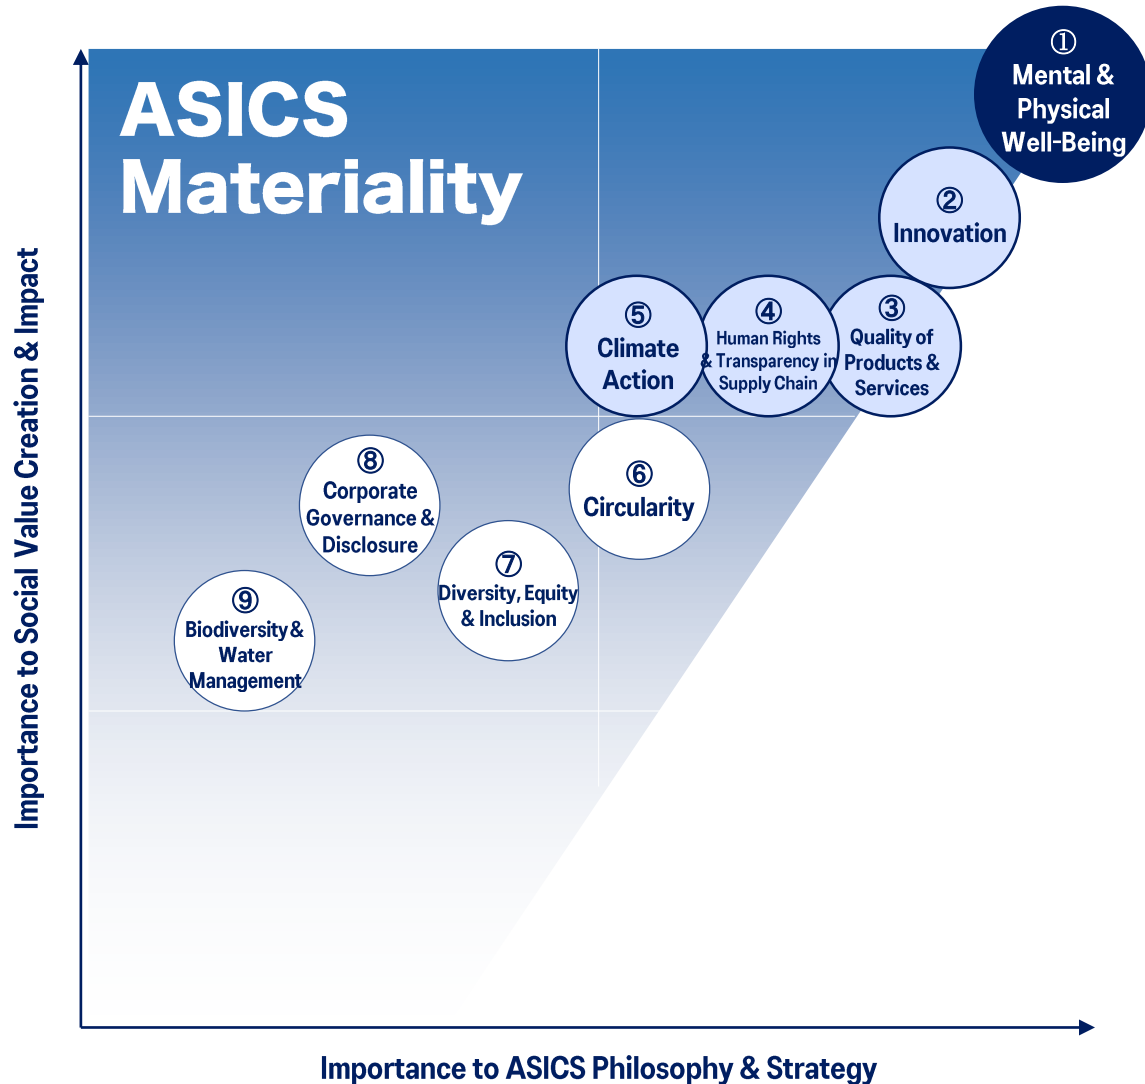 ASICS
Materiality
①
Mental &
Physical
Well-Being
②
Innovation
③
Quality of
Products &
Services
④
Human Rights
& Transparency in
Supply Chain
⑤
Climate
Action
⑥
Circularity
⑦
Diversity, Equity
& Inclusion
⑧
Corporate
Governance &
Disclosure
⑨
Biodiversity &
Water
Management
Importance to Social Value Creation & Impact
Importance to ASICS Philosophy & Strategy